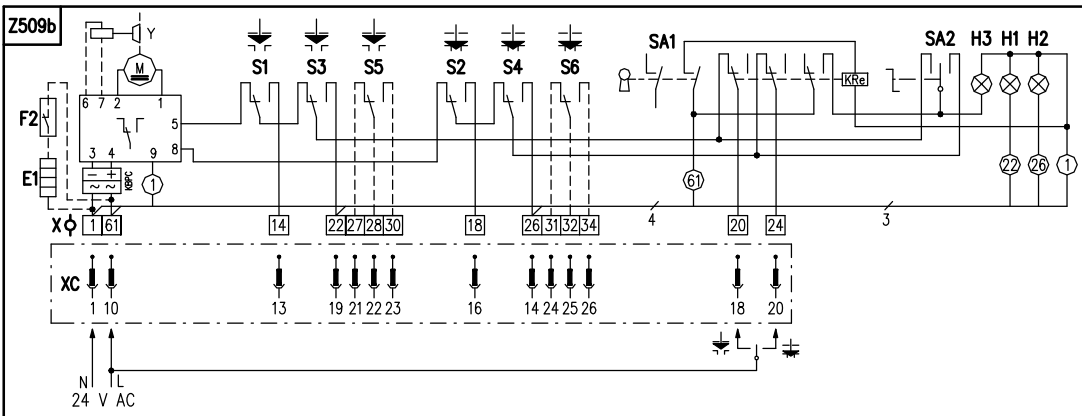 Z509b
Y
M
S1 S3 S5 S2 S4 S6
SA1 SA2 H3 H1 H2
KRe
6 7 2 1
F2
5
8
3 4 9
E1
− +
~ ~
KBPC
1
61
22 26 1
4 3
X 1 61 14 22 27 28 30 18 26 31 32 34 20 24
XC
1 10 13 19 21 22 23 16 14 24 25 26 18 20
N L
24 V AC